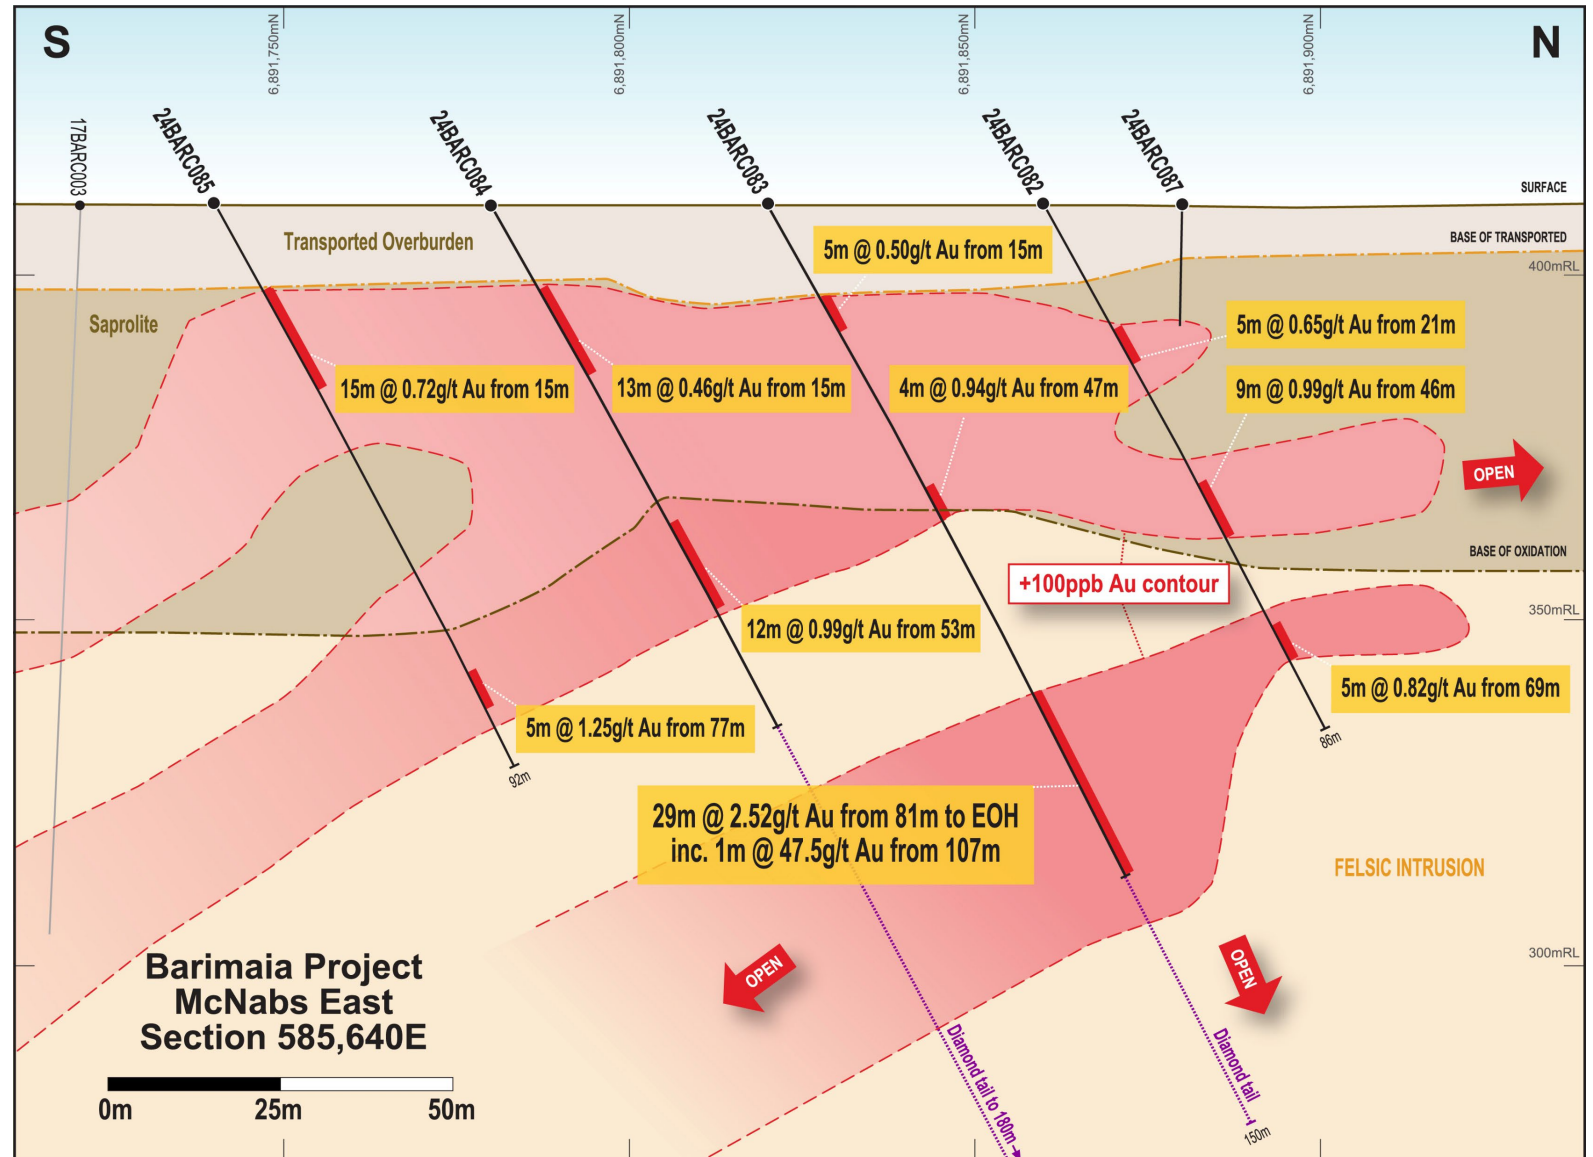 S
N
6,891,750mN
6,891,800mN
6,891,850mN
6,891,900mN
17BARC003
24BARC085
24BARC084
24BARC083
24BARC082
24BARC087
SURFACE
Transported Overburden
BASE OF TRANSPORTED
5m @ 0.50g/t Au from 15m
400mRL
Saprolite
5m @ 0.65g/t Au from 21m
15m @ 0.72g/t Au from 15m
13m @ 0.46g/t Au from 15m
4m @ 0.94g/t Au from 47m
9m @ 0.99g/t Au from 46m
OPEN
BASE OF OXIDATION
+100ppb Au contour
350mRL
12m @ 0.99g/t Au from 53m
5m @ 0.82g/t Au from 69m
5m @ 1.25g/t Au from 77m
86m
92m
29m @ 2.52g/t Au from 81m to EOH
inc. 1m @ 47.5g/t Au from 107m
FELSIC INTRUSION
300mRL
OPEN
OPEN
Barimaia Project
McNabs East
Section 585,640E
Diamond tail to 180m
Diamond tail
150m
0m
25m
50m